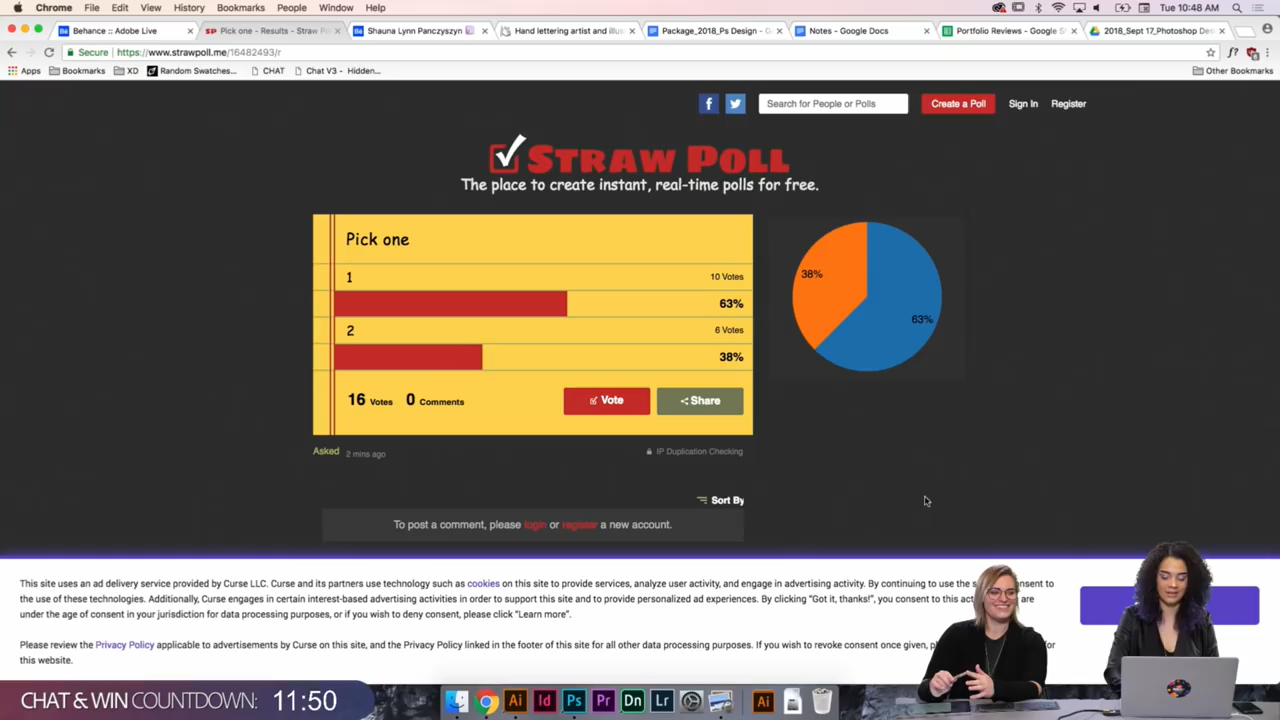 Chrome File Edit View History Bookmarks People Window Help Tue 10:48 AM
Behance :: Adobe Live
Pick one - Results - Straw Po
Shauna Lynn Panczyszyn
Hand lettering artist and illus
Package_2018_Ps Design - G
Notes - Google Docs
Portfolio Reviews - Google S
2018_Sept 17_Photoshop De
Secure https://www.strawpoll.me/16482493/r
Apps Bookmarks XD Random Swatches... CHAT Chat V3 - Hidden... Other Bookmarks
Search for People or Polls Create a Poll Sign In Register
STRAW POLL
The place to create instant, real-time polls for free.
Pick one
1 10 Votes
63%
2 6 Votes
38%
16 Votes 0 Comments Vote Share
38%
63%
Asked 2 mins ago IP Duplication Checking
Sort By
To post a comment, please login or register a new account.
This site uses an ad delivery service provided by Curse LLC. Curse and its partners use technology such as cookies on this site to provide services, analyze user activity, and engage in advertising activity. By continuing to use the s onsent to
the use of these technologies. Additionally, Curse engages in certain interest-based advertising activities in order to support this site and to provide personalized ad experiences. By clicking "Got it, thanks!", you consent to this act are
under the age of consent in your jurisdiction for data processing purposes, or if you wish to deny consent, please click "Learn more".
Please review the Privacy Policy applicable to advertisements by Curse on this site, and the Privacy Policy linked in the footer of this site for all other data processing purposes. If you wish to revoke consent once given, p or
this website.
CHAT & WIN COUNTDOWN: 11:50
Ai Id Ps Pr Dn Lr Ai